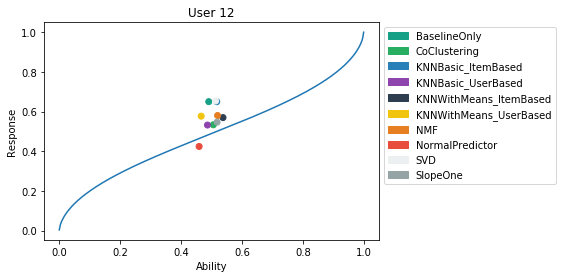 User 12
1.0
0.8
0.6
0.4
0.2
0.0
Response
0.0 0.2 0.4 0.6 0.8 1.0
Ability
BaselineOnly
CoClustering
KNNBasic_ItemBased
KNNBasic_UserBased
KNNWithMeans_ItemBased
KNNWithMeans_UserBased
NMF
NormalPredictor
SVD
SlopeOne